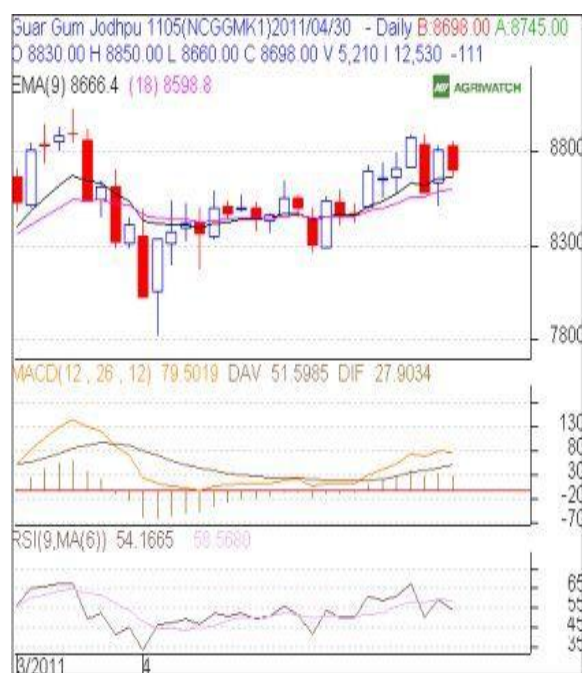 Guar Gum Jodhpu 1105(NCGGMK1)2011/04/30 - Daily B:8698.00 A:8745.00
O 8830.00 H 8850.00 L 8660.00 C 8698.00 V 5,210 I 12,530 -111
EMA(9) 8666.4 (18) 8598.8
AGRIWATCH
8800
8300
7800
MACD(12 , 26 , 12) 79.5019 DAV 51.5985 DIF 27.9034
130
80
30
-20
-70
RSI(9,MA(6)) 54.1665 58.5680
65
55
45
35
3/2011 4